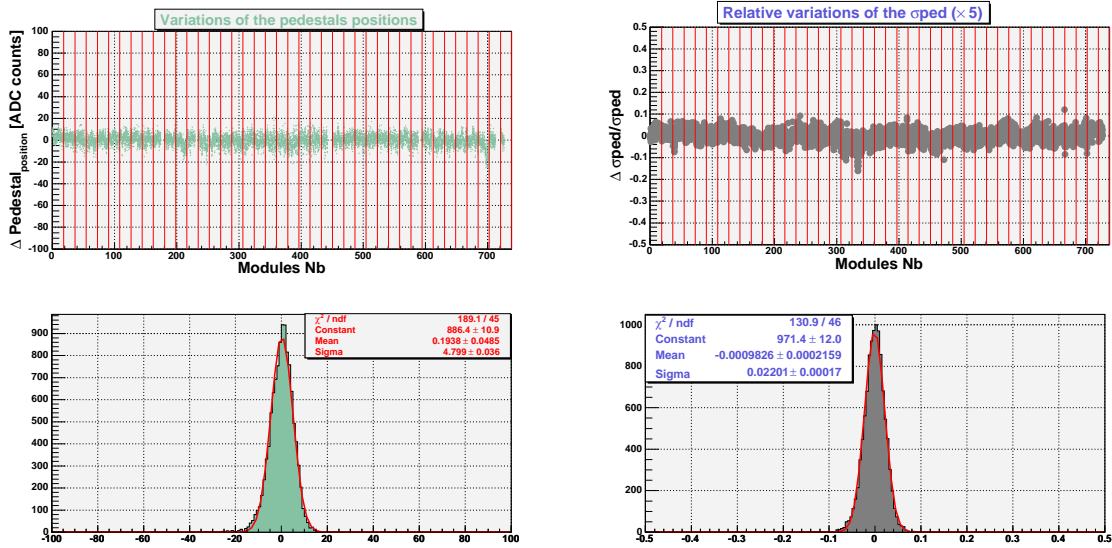 Variations of the pedestals positions
Δ Pedestal_position [ADC counts]
100
80
60
40
20
0
-20
-40
-60
-80
-100
0 100 200 300 400 500 600 700
Modules Nb
Relative variations of the σped (× 5)
Δ σped/σped
0.5
0.4
0.3
0.2
0.1
0
-0.1
-0.2
-0.3
-0.4
-0.5
0 100 200 300 400 500 600 700
Modules Nb
χ² / ndf 189.1 / 45
Constant 886.4 ± 10.9
Mean 0.1938 ± 0.0485
Sigma 4.799 ± 0.036
900
800
700
600
500
400
300
200
100
0
-100 -80 -60 -40 -20 0 20 40 60 80 100
χ² / ndf 130.9 / 46
Constant 971.4 ± 12.0
Mean -0.0009826 ± 0.0002159
Sigma 0.02201 ± 0.00017
1000
800
600
400
200
0
-0.5 -0.4 -0.3 -0.2 -0.1 0 0.1 0.2 0.3 0.4 0.5